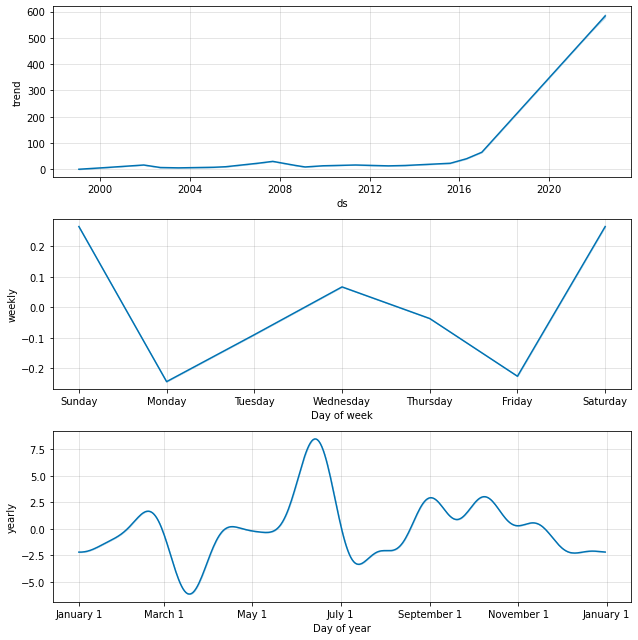 600
500
400
300
200
100
0
trend
2000 2004 2008 2012 2016 2020
ds
0.2
0.1
0.0
−0.1
−0.2
weekly
Sunday Monday Tuesday Wednesday Thursday Friday Saturday
Day of week
7.5
5.0
2.5
0.0
−2.5
−5.0
yearly
January 1 March 1 May 1 July 1 September 1 November 1 January 1
Day of year